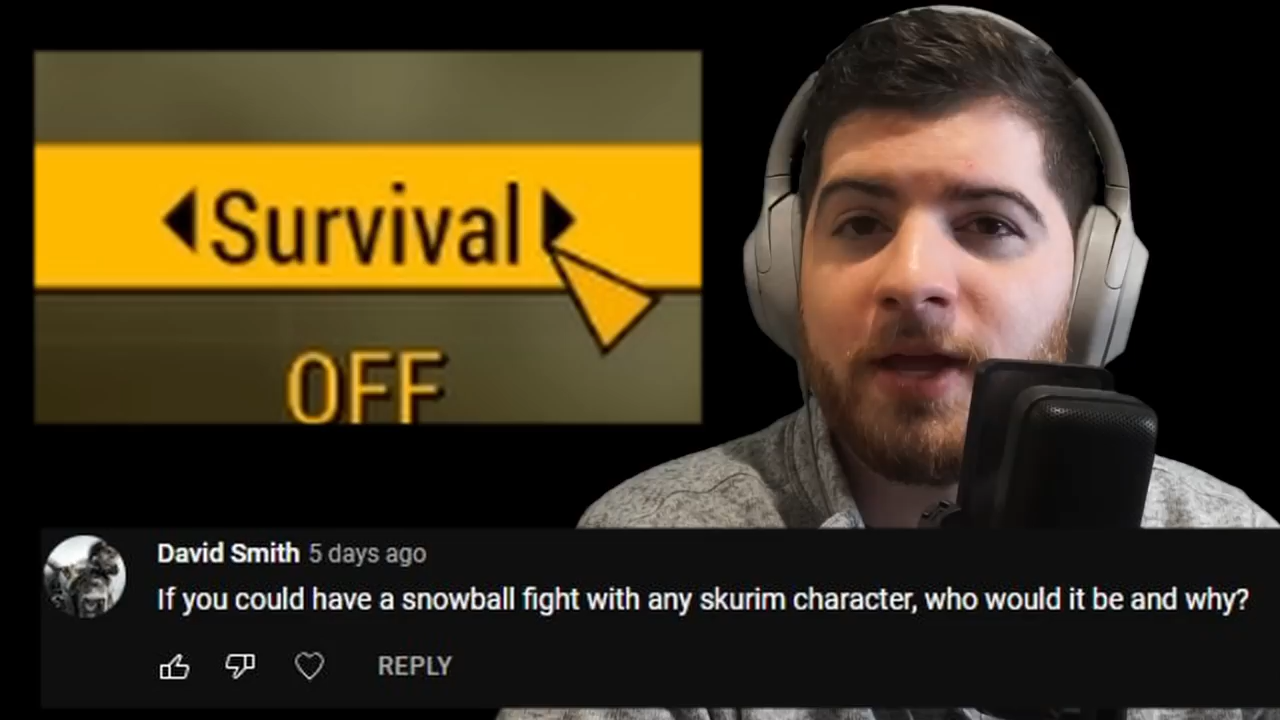 Survival
OFF
David Smith 5 days ago
If you could have a snowball fight with any skurim character, who would it be and why?
REPLY